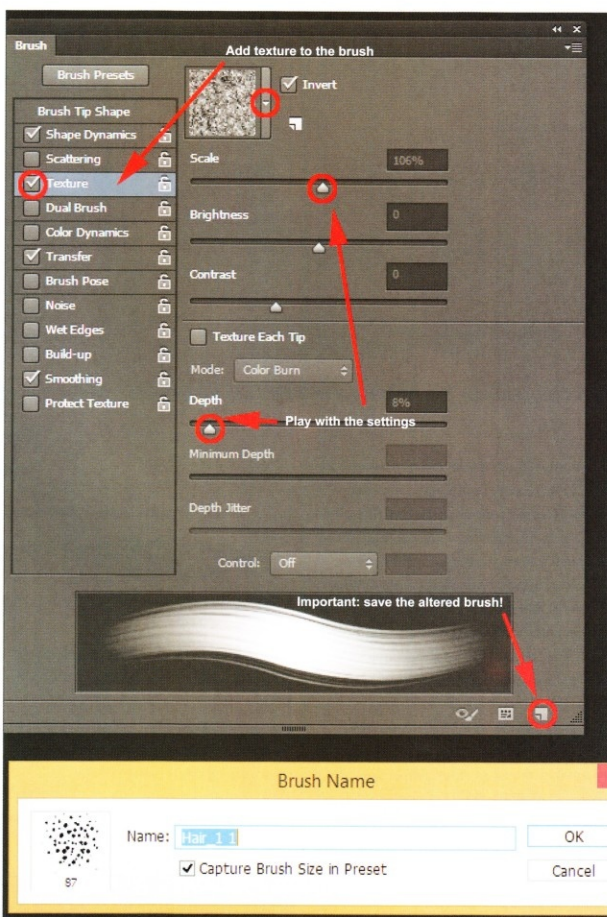 Brush
Add texture to the brush
Brush Presets
Invert
Brush Tip Shape
Shape Dynamics
Scattering
Scale
106%
Texture
Dual Brush
Brightness
0
Color Dynamics
Transfer
Contrast
0
Brush Pose
Noise
Wet Edges
Texture Each Tip
Build-up
Mode:
Color Burn
Smoothing
Protect Texture
Depth
8%
Play with the settings
Minimum Depth
Depth Jitter
Control:
Off
Important: save the altered brush!
Brush Name
Name:
Hair_1 1
OK
Capture Brush Size in Preset
Cancel
97